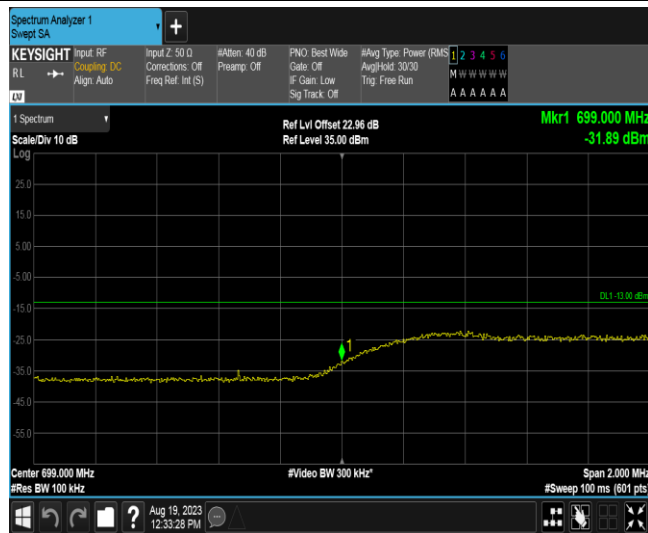 Spectrum Analyzer 1
Swept SA
+
KEYSIGHT
RL
LXI
Input: RF
Coupling: DC
Align: Auto
Input Z: 50 Ω
Corrections: Off
Freq Ref: Int (S)
#Atten: 40 dB
Preamp: Off
PNO: Best Wide
Gate: Off
IF Gain: Low
Sig Track: Off
#Avg Type: Power (RMS
Avg|Hold: 30/30
Trig: Free Run
1 2 3 4 5 6
M W W W W W
A A A A A A
1 Spectrum
Scale/Div 10 dB
Ref Lvl Offset 22.96 dB
Ref Level 35.00 dBm
Mkr1 699.000 MHz
-31.89 dBm
Log
25.0
15.0
5.00
-5.00
DL1 -13.00 dBm
-15.0
1
-25.0
-35.0
-45.0
-55.0
Center 699.000 MHz
#Video BW 300 kHz*
Span 2.000 MHz
#Res BW 100 kHz
#Sweep 100 ms (601 pts)
?
Aug 19, 2023
12:33:28 PM